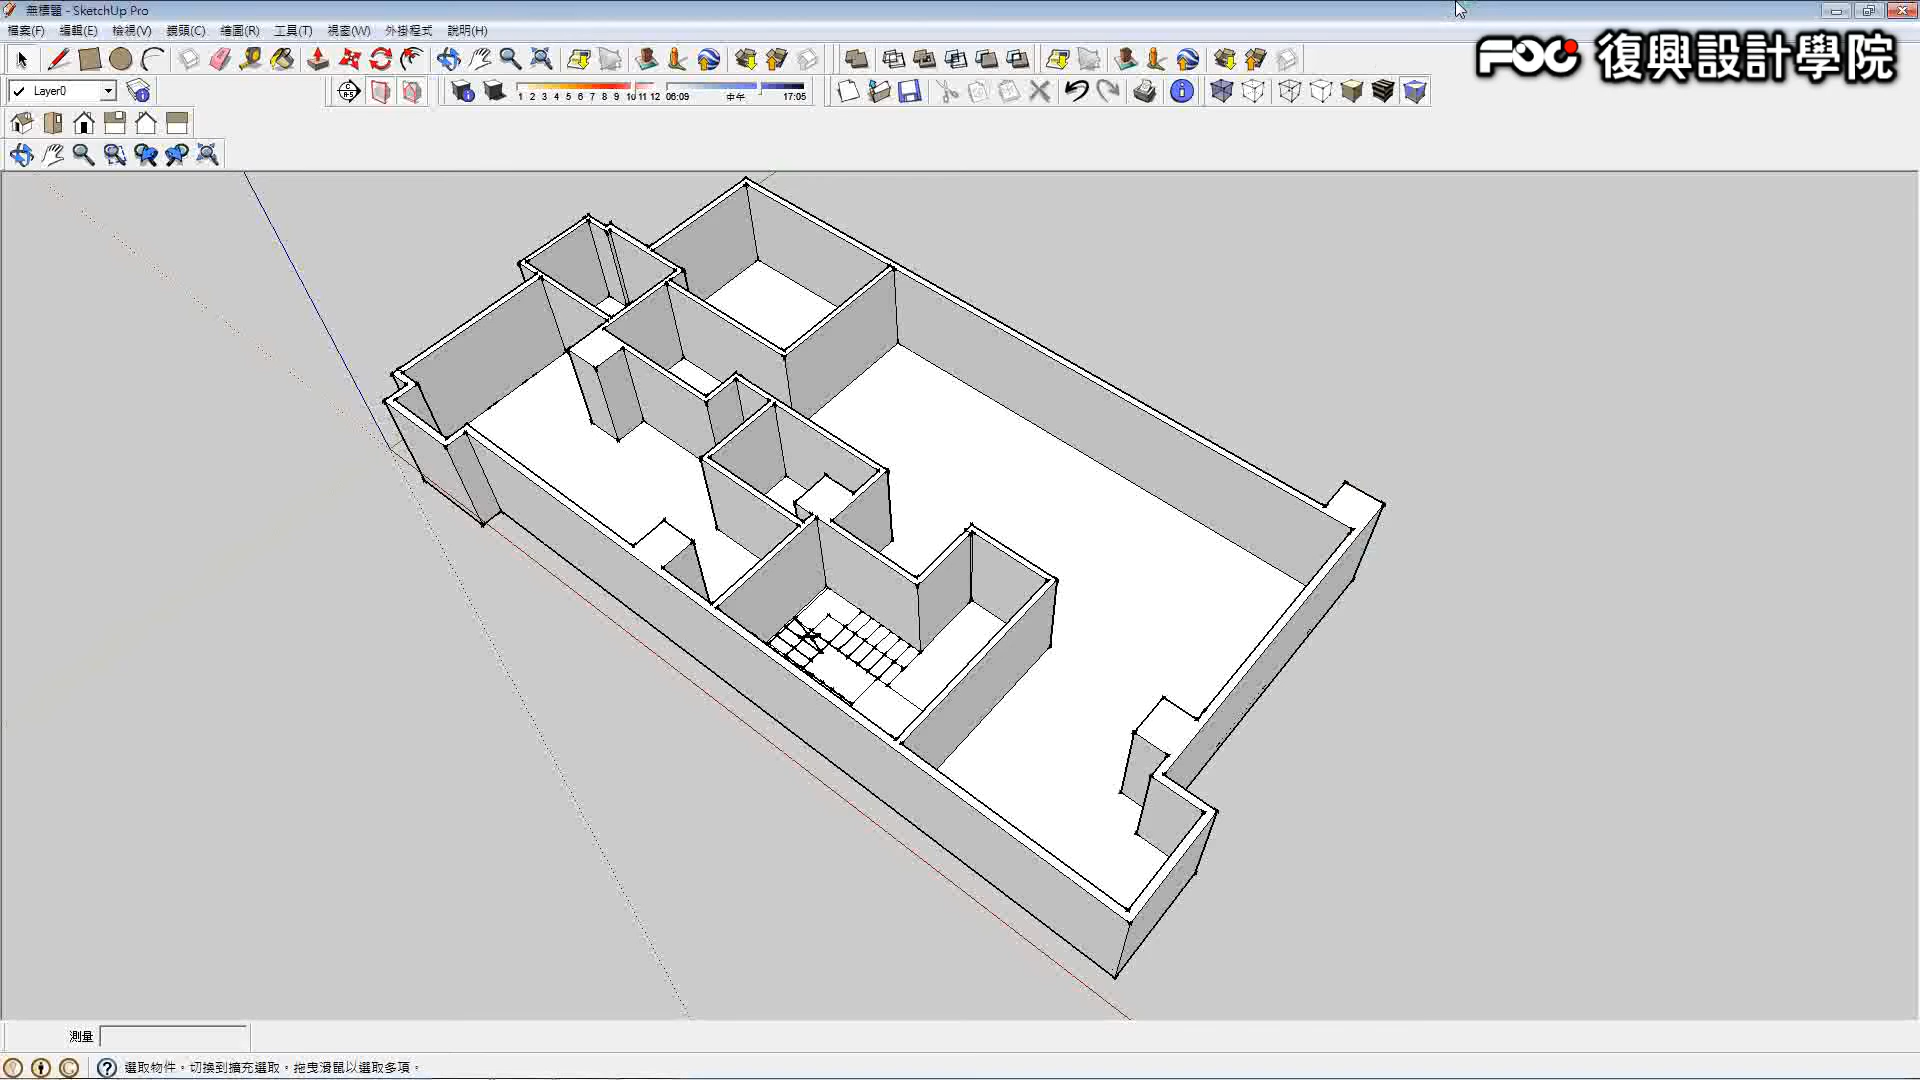 無標題 - SketchUp Pro
FOC 復興設計學院
檔案(F) 編輯(E) 檢視(V) 鏡頭(C) 繪圖(R) 工具(T) 視窗(W) 外掛程式 說明(H)
Layer0
1 2 3 4 5 6 7 8 9 10 11 12 06:09 中午 17:05
測量
選取物件。切換到擴充選取。拖曳滑鼠以選取多項。